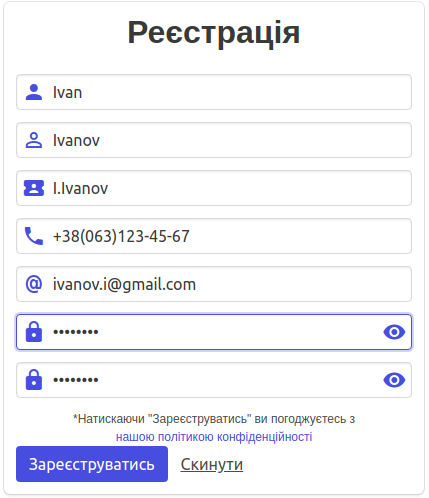 Реєстрація
Ivan
Ivanov
I.Ivanov
+38(063)123-45-67
ivanov.i@gmail.com
••••••••
••••••••
*Натискаючи "Зареєструватись" ви погоджуєтесь з
нашою політикою конфіденційності
Зареєструватись Скинути